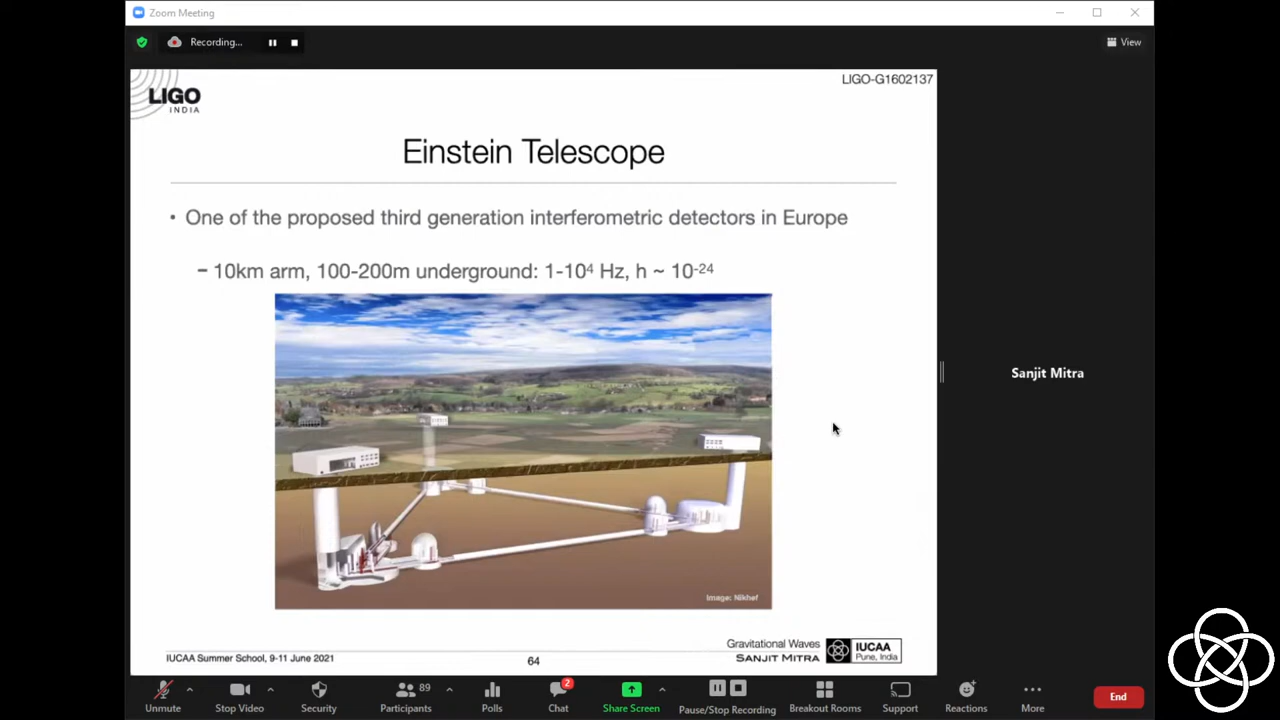 Zoom Meeting
Recording...
View
LIGO
INDIA
LIGO-G1602137
Einstein Telescope
• One of the proposed third generation interferometric detectors in Europe
– 10km arm, 100-200m underground: 1-10⁴ Hz, h ~ 10⁻²⁴
Sanjit Mitra
Image: Nikhef
IUCAA Summer School, 9-11 June 2021
64
Gravitational Waves
SANJIT MITRA
IUCAA
Pune, India
Unmute
Stop Video
Security
89
Participants
Polls
2
Chat
Share Screen
Pause/Stop Recording
Breakout Rooms
Support
Reactions
More
End